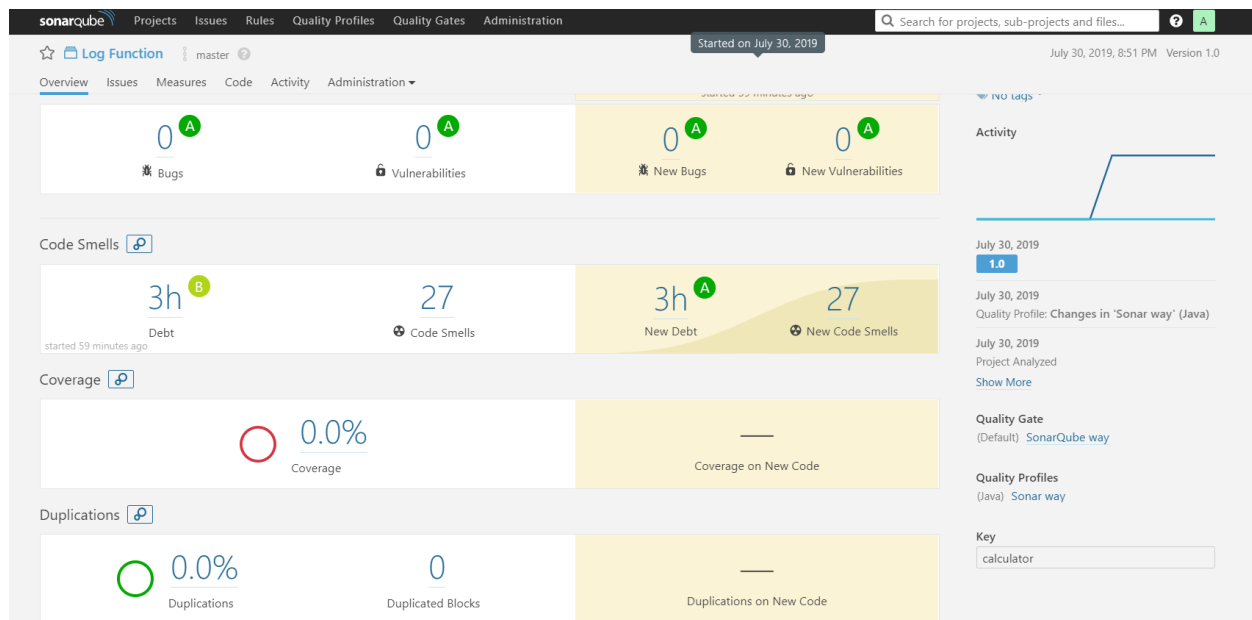 sonarqube Projects Issues Rules Quality Profiles Quality Gates Administration Search for projects, sub-projects and files... ? A
Log Function master ? Started on July 30, 2019 July 30, 2019, 8:51 PM Version 1.0
Overview Issues Measures Code Activity Administration
started 59 minutes ago
No tags
0 A 0 A 0 A 0 A
Bugs Vulnerabilities New Bugs New Vulnerabilities
Activity
Code Smells
3h B 27 3h A 27
Debt Code Smells New Debt New Code Smells
started 59 minutes ago
July 30, 2019
1.0
July 30, 2019
Quality Profile: Changes in 'Sonar way' (Java)
July 30, 2019
Project Analyzed
Show More
Coverage
0.0% —
Coverage Coverage on New Code
Quality Gate
(Default) SonarQube way
Quality Profiles
(Java) Sonar way
Duplications
0.0% 0 —
Duplications Duplicated Blocks Duplications on New Code
Key
calculator